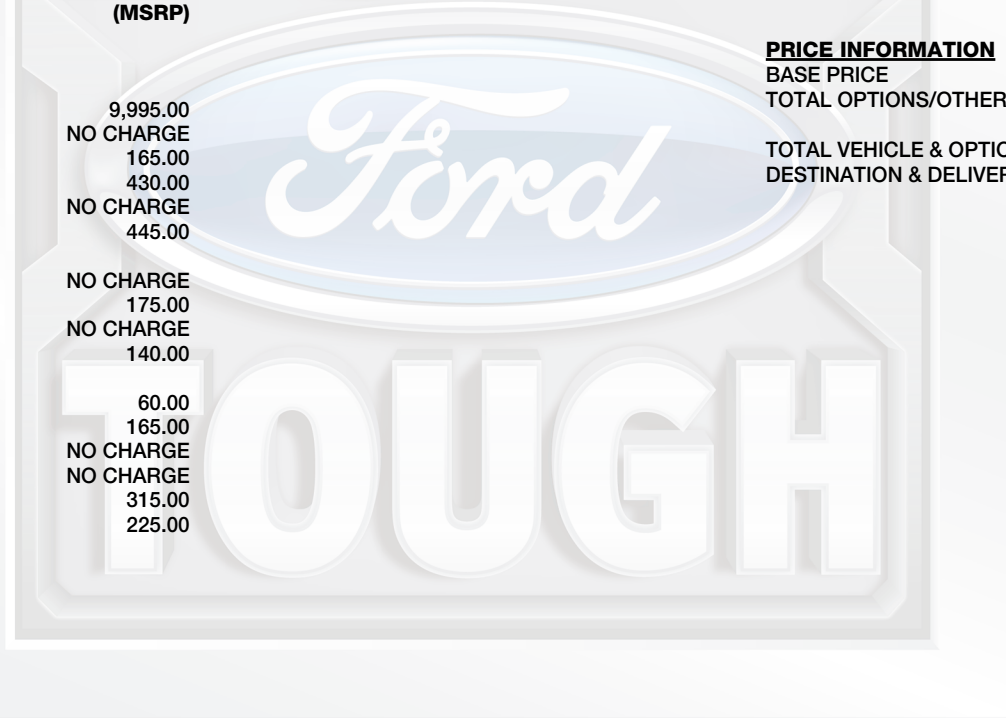 (MSRP)
9,995.00
NO CHARGE
165.00
430.00
NO CHARGE
445.00
NO CHARGE
175.00
NO CHARGE
140.00
60.00
165.00
NO CHARGE
NO CHARGE
315.00
225.00
PRICE INFORMATION
BASE PRICE
TOTAL OPTIONS/OTHER
TOTAL VEHICLE & OPTIO
DESTINATION & DELIVER
Ford
TOUGH